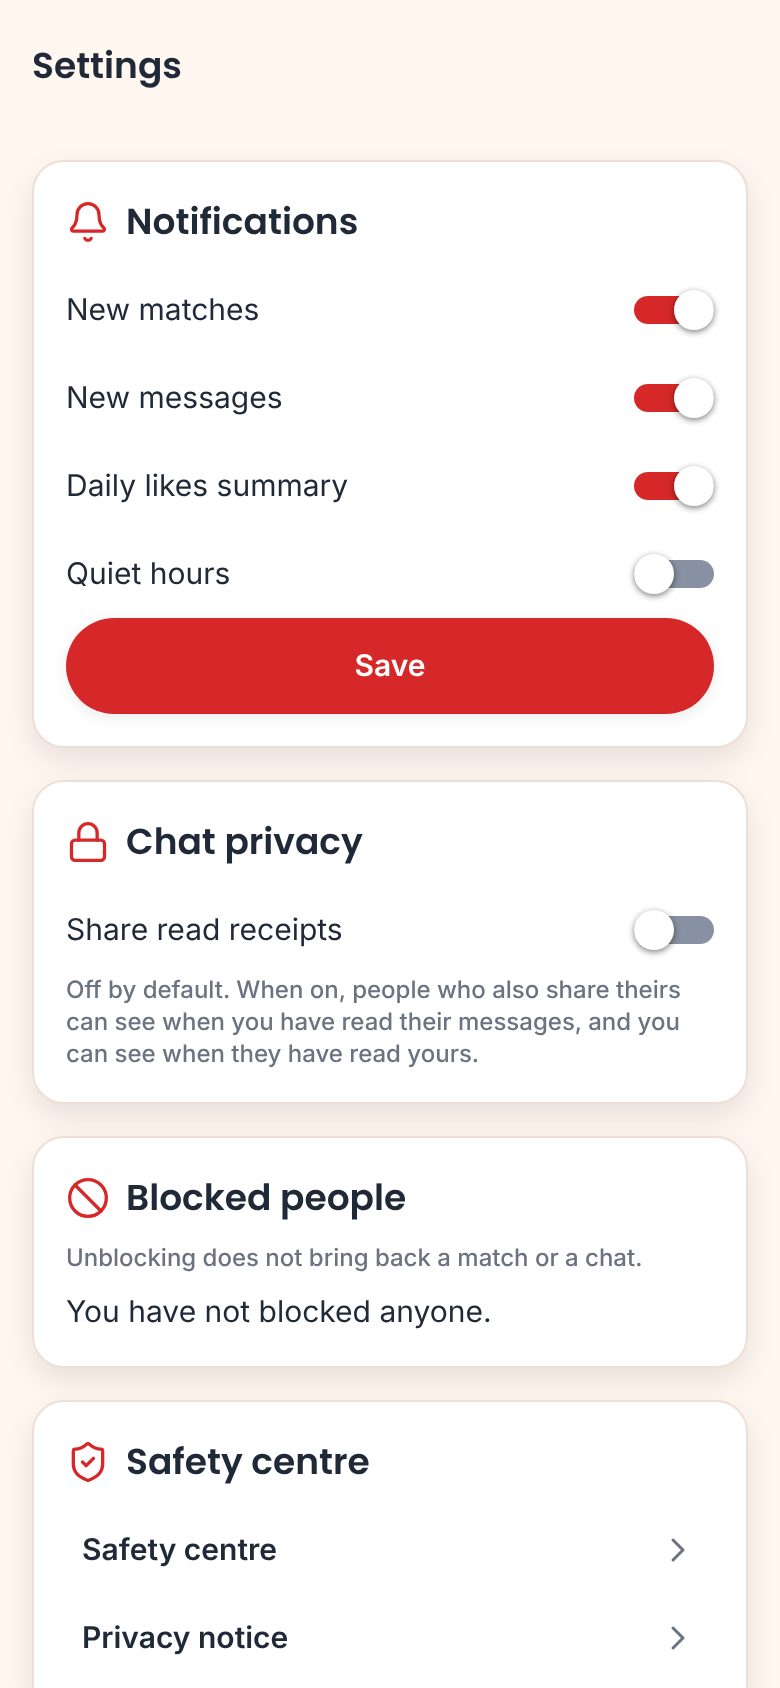 Settings
Notifications
New matches
New messages
Daily likes summary
Quiet hours
Save
Chat privacy
Share read receipts
Off by default. When on, people who also share theirs
can see when you have read their messages, and you
can see when they have read yours.
Blocked people
Unblocking does not bring back a match or a chat.
You have not blocked anyone.
Safety centre
Safety centre
Privacy notice